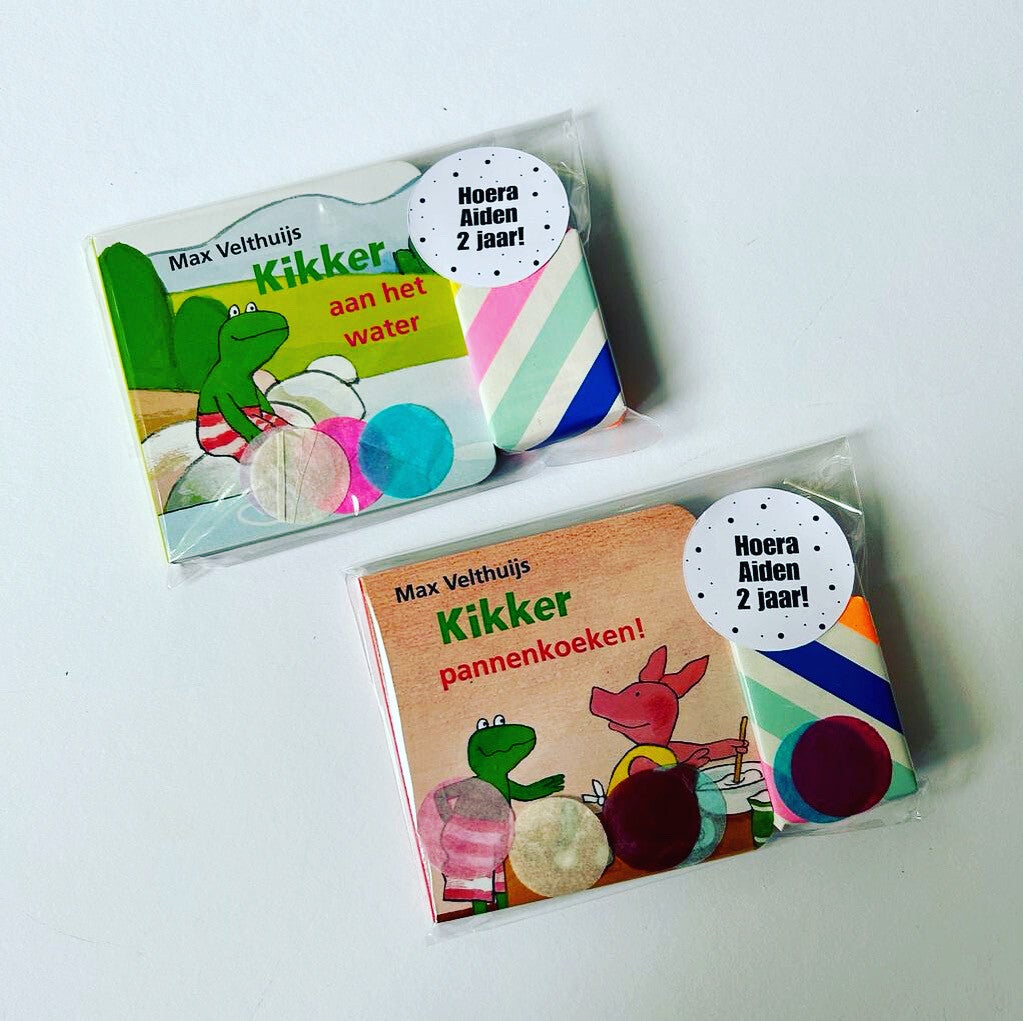 Max Velthuijs
Kikker
aan het
water
Hoera
Aiden
2 jaar!
Max Velthuijs
Kikker
pannenkoeken!
Hoera
Aiden
2 jaar!